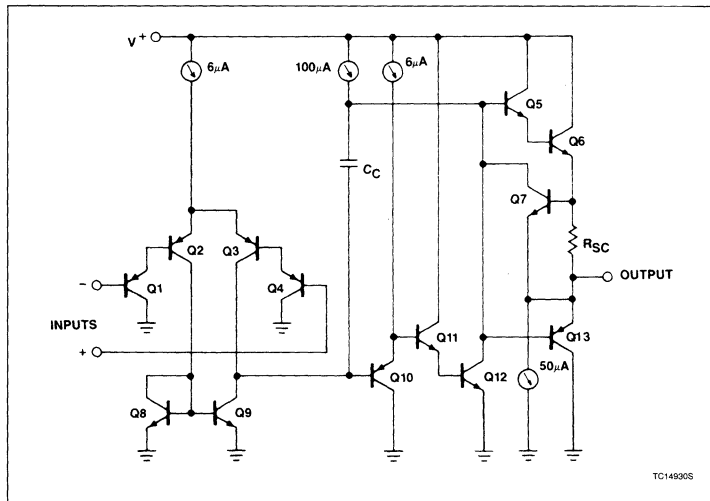 V+
6μA
100μA
6μA
Q5
Q6
CC
Q7
RSC
Q2
Q3
OUTPUT
−
Q1
Q4
INPUTS
Q11
Q13
+
Q10
Q12
50μA
Q8
Q9
TC14930S